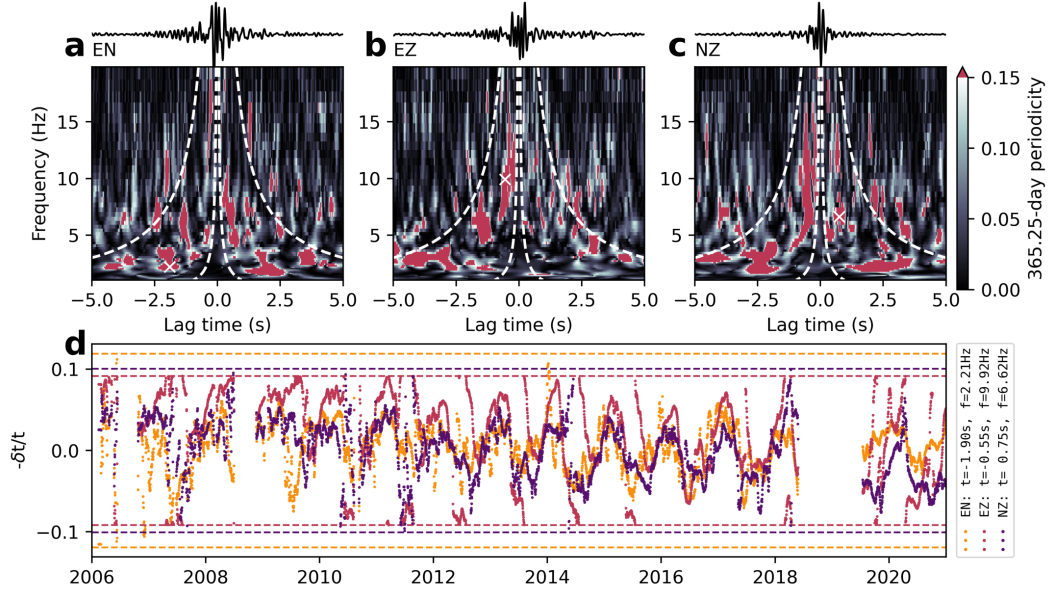 a EN
b EZ
c NZ
Frequency (Hz)
15
10
5
−5.0 −2.5 0.0 2.5 5.0
−5.0 −2.5 0.0 2.5 5.0
−5.0 −2.5 0.0 2.5 5.0
Lag time (s)
Lag time (s)
Lag time (s)
0.15
0.10
0.05
0.00
365.25-day periodicity
d
-δt/t
0.1
0.0
−0.1
2006 2008 2010 2012 2014 2016 2018 2020
EN: t=-1.90s, f=2.21Hz
EZ: t=-0.55s, f=9.92Hz
NZ: t= 0.75s, f=6.62Hz